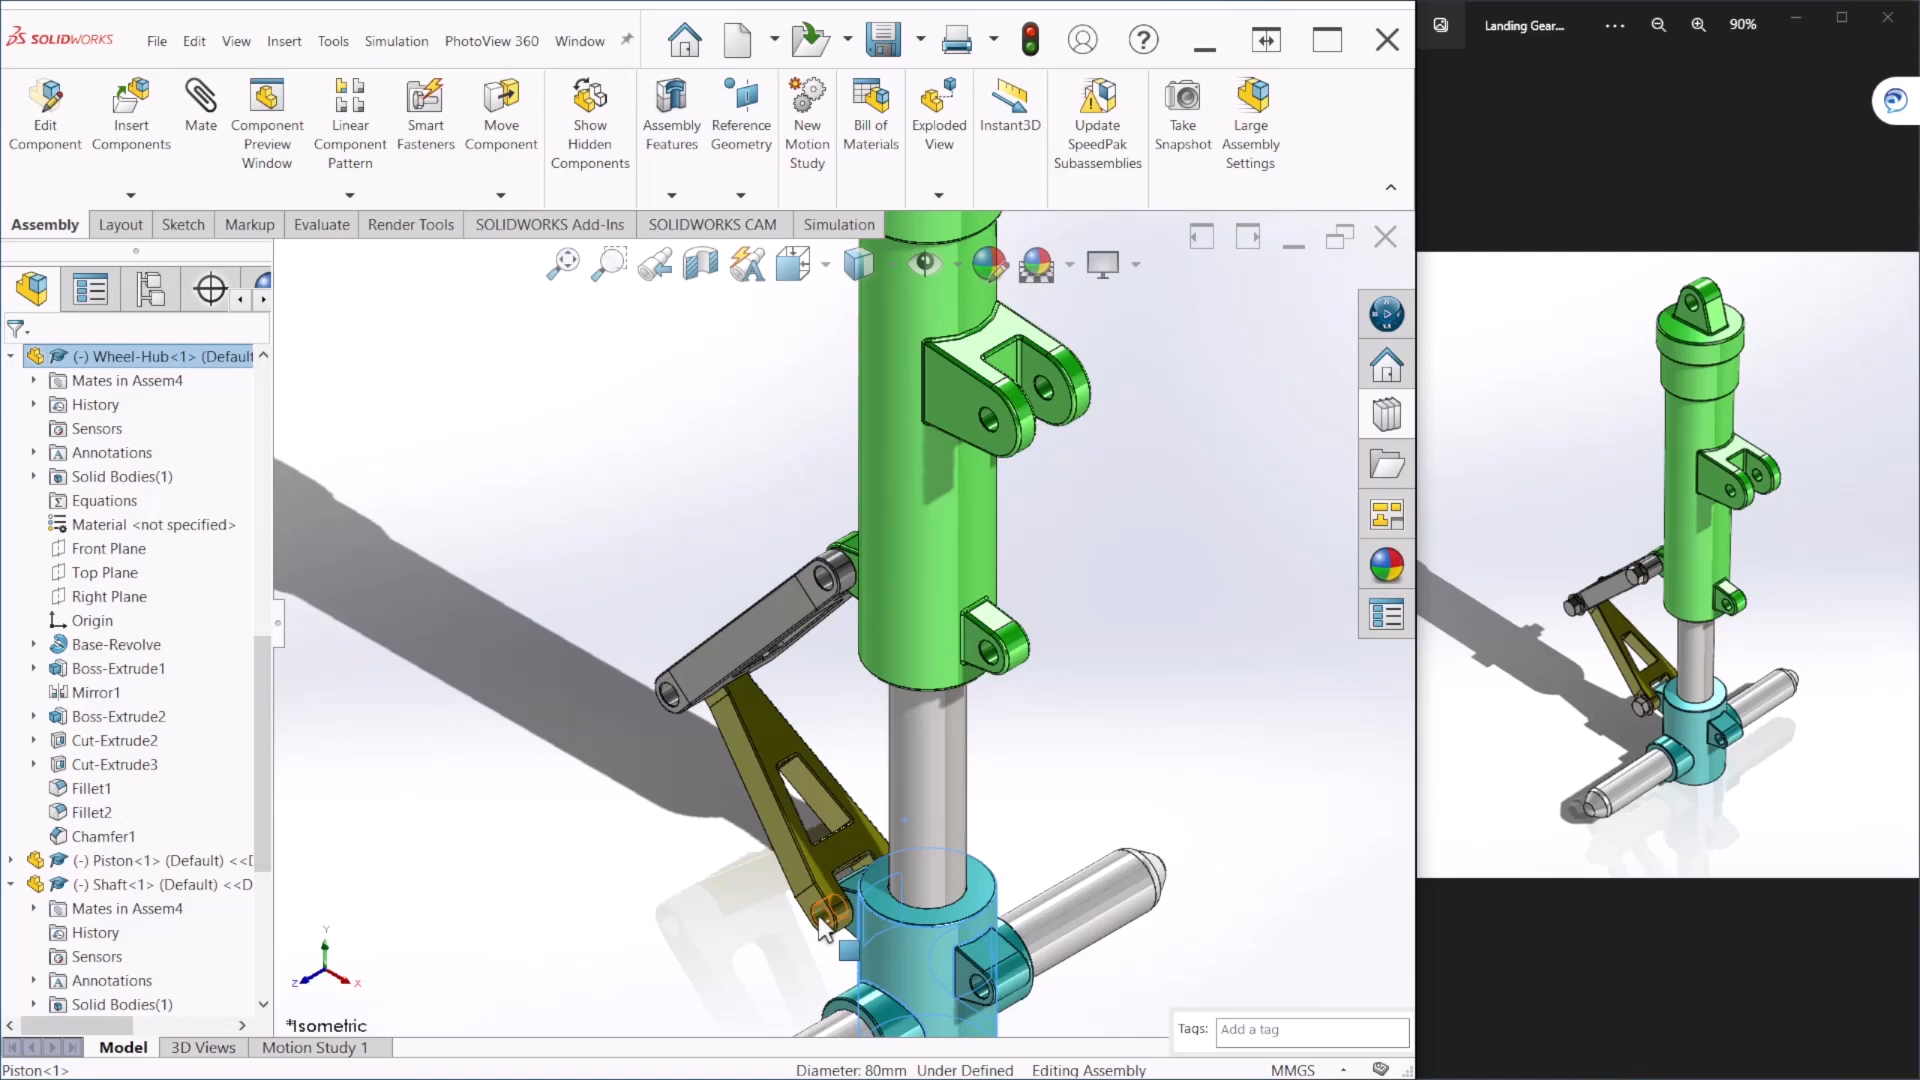 SOLIDWORKS
File Edit View Insert Tools Simulation PhotoView 360 Window
Landing Gear... 90%
Edit Component
Insert Components
Mate
Component Preview Window
Linear Component Pattern
Smart Fasteners
Move Component
Show Hidden Components
Assembly Features
Reference Geometry
New Motion Study
Bill of Materials
Exploded View
Instant3D
Update SpeedPak Subassemblies
Take Snapshot
Large Assembly Settings
Assembly Layout Sketch Markup Evaluate Render Tools SOLIDWORKS Add-Ins SOLIDWORKS CAM Simulation
(-) Wheel-Hub<1> (Default
Mates in Assem4
History
Sensors
Annotations
Solid Bodies(1)
Equations
Material <not specified>
Front Plane
Top Plane
Right Plane
Origin
Base-Revolve
Boss-Extrude1
Mirror1
Boss-Extrude2
Cut-Extrude2
Cut-Extrude3
Fillet1
Fillet2
Chamfer1
(-) Piston<1> (Default) <<D
(-) Shaft<1> (Default) <<D
Mates in Assem4
History
Sensors
Annotations
Solid Bodies(1)
Y
Z X
*Isometric
Tags: Add a tag
Model 3D Views Motion Study 1
Piston<1> Diameter: 80mm Under Defined Editing Assembly MMGS